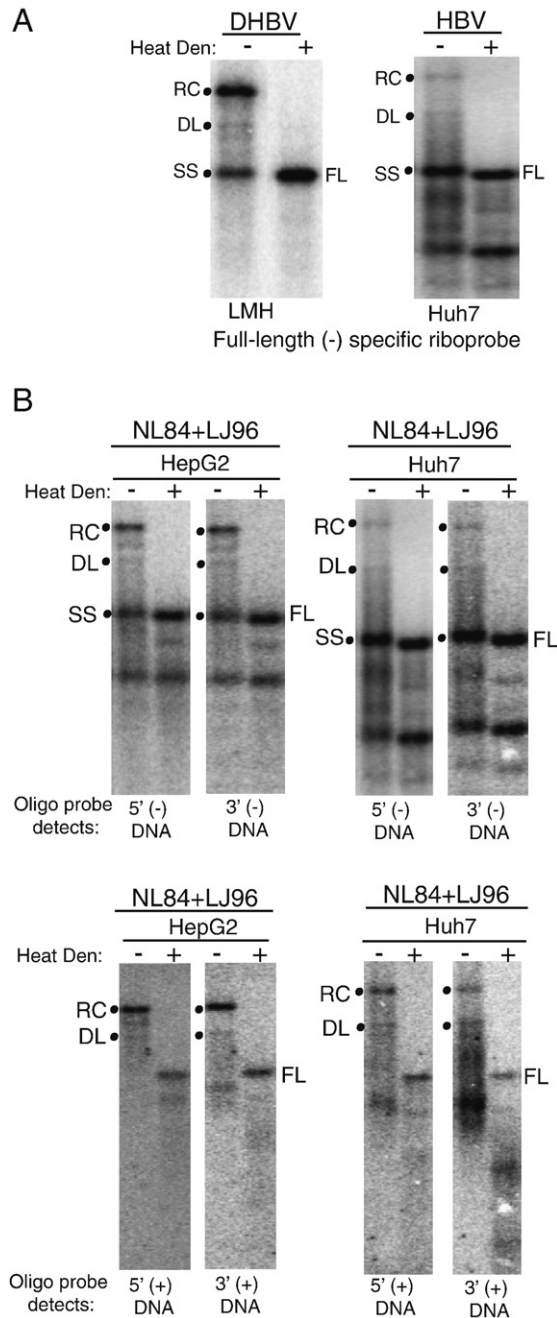 A
DHBV HBV
Heat Den: - + - +
RC RC
DL DL
SS FL SS FL
LMH Huh7
Full-length (-) specific riboprobe
B
NL84+LJ96 NL84+LJ96
HepG2 Huh7
Heat Den: - + - + - + - +
RC RC
DL DL
SS FL SS FL
Oligo probe detects: 5' (-) DNA 3' (-) DNA 5' (-) DNA 3' (-) DNA
NL84+LJ96 NL84+LJ96
HepG2 Huh7
Heat Den: - + - + - + - +
RC RC
DL DL
FL FL
Oligo probe detects: 5' (+) DNA 3' (+) DNA 5' (+) DNA 3' (+) DNA